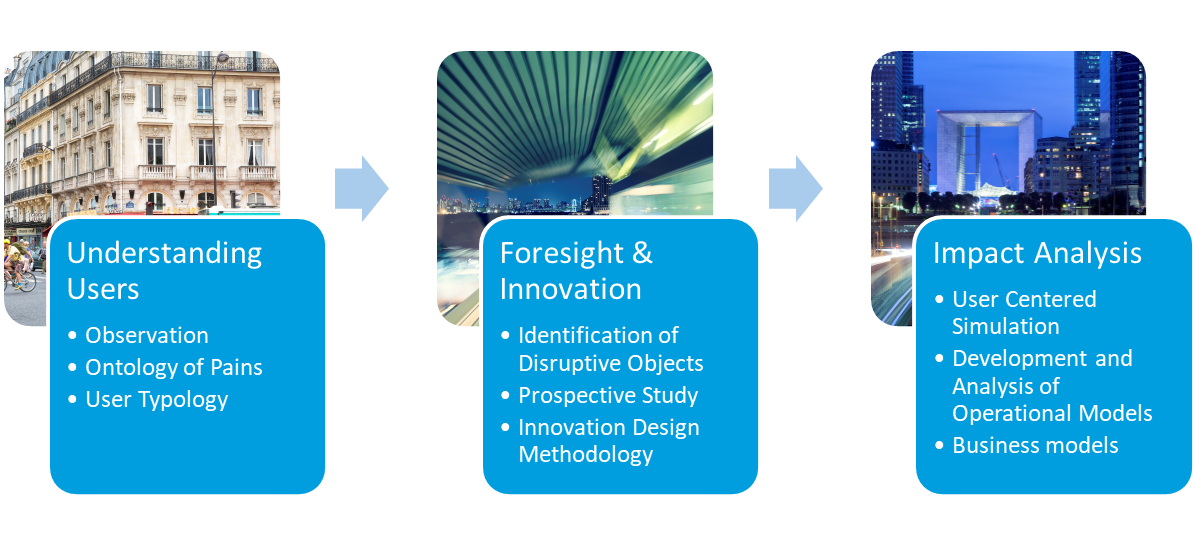 Understanding
Users
• Observation
• Ontology of Pains
• User Typology
Foresight &
Innovation
• Identification of
Disruptive Objects
• Prospective Study
• Innovation Design
Methodology
Impact Analysis
• User Centered
Simulation
• Development and
Analysis of
Operational Models
• Business models